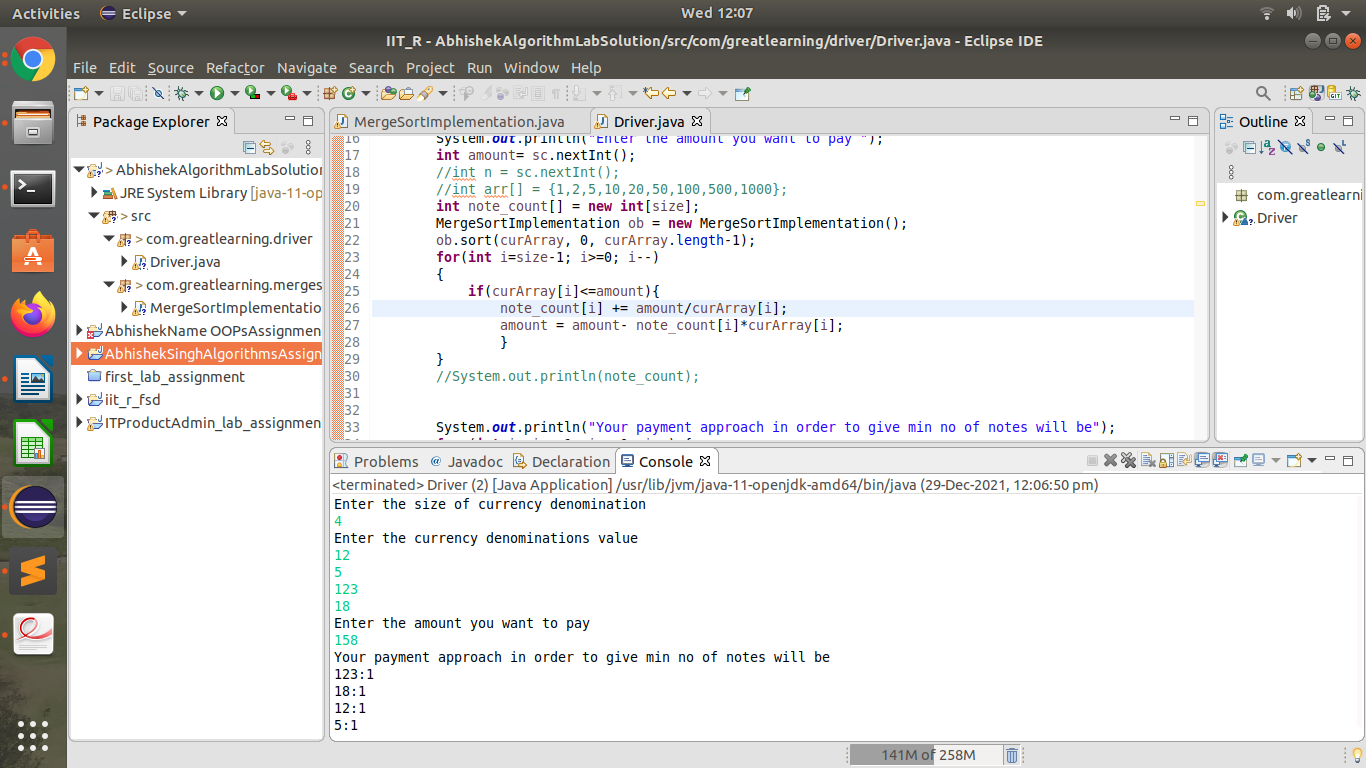 Activities Eclipse Wed 12:07
IIT_R - AbhishekAlgorithmLabSolution/src/com/greatlearning/driver/Driver.java - Eclipse IDE
File Edit Source Refactor Navigate Search Project Run Window Help
Package Explorer
> AbhishekAlgorithmLabSolution
JRE System Library [java-11-op
> src
> com.greatlearning.driver
Driver.java
> com.greatlearning.merges
MergeSortImplementatio
AbhishekName OOPsAssignmen
AbhishekSinghAlgorithmsAssign
first_lab_assignment
iit_r_fsd
ITProductAdmin_lab_assignmen
MergeSortImplementation.java Driver.java
16 System.out.println("Enter the amount you want to pay ");
17 int amount= sc.nextInt();
18 //int n = sc.nextInt();
19 //int arr[] = {1,2,5,10,20,50,100,500,1000};
20 int note_count[] = new int[size];
21 MergeSortImplementation ob = new MergeSortImplementation();
22 ob.sort(curArray, 0, curArray.length-1);
23 for(int i=size-1; i>=0; i--)
24 {
25 if(curArray[i]<=amount){
26 note_count[i] += amount/curArray[i];
27 amount = amount- note_count[i]*curArray[i];
28 }
29 }
30 //System.out.println(note_count);
31
32
33 System.out.println("Your payment approach in order to give min no of notes will be");
Outline
com.greatlearni
Driver
Problems Javadoc Declaration Console
<terminated> Driver (2) [Java Application] /usr/lib/jvm/java-11-openjdk-amd64/bin/java (29-Dec-2021, 12:06:50 pm)
Enter the size of currency denomination
4
Enter the currency denominations value
12
5
123
18
Enter the amount you want to pay
158
Your payment approach in order to give min no of notes will be
123:1
18:1
12:1
5:1
141M of 258M